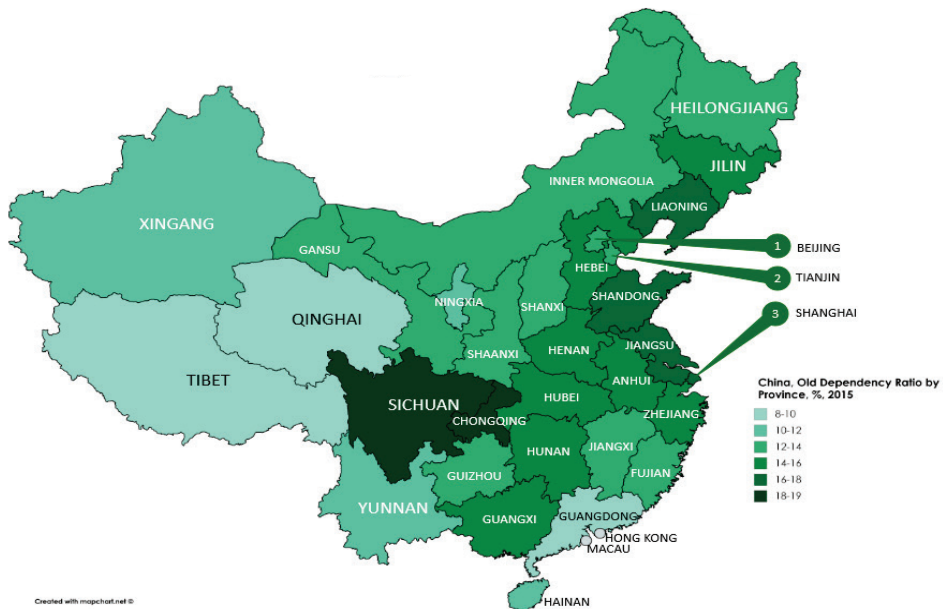 HEILONGJIANG
JILIN
INNER MONGOLIA
LIAONING
XINGANG
GANSU
1 BEIJING
HEBEI
2 TIANJIN
NINGXIA
SHANXI
SHANDONG
QINGHAI
3 SHANGHAI
SHAANXI
HENAN
JIANGSU
TIBET
ANHUI
SICHUAN
HUBEI
CHONGQING
ZHEJIANG
HUNAN
JIANGXI
GUIZHOU
FUJIAN
YUNNAN
GUANGXI
GUANGDONG
HONG KONG
MACAU
HAINAN
China, Old Dependency Ratio by
Province, %, 2015
8-10
10-12
12-14
14-16
16-18
18-19
Created with mapchart.net ©